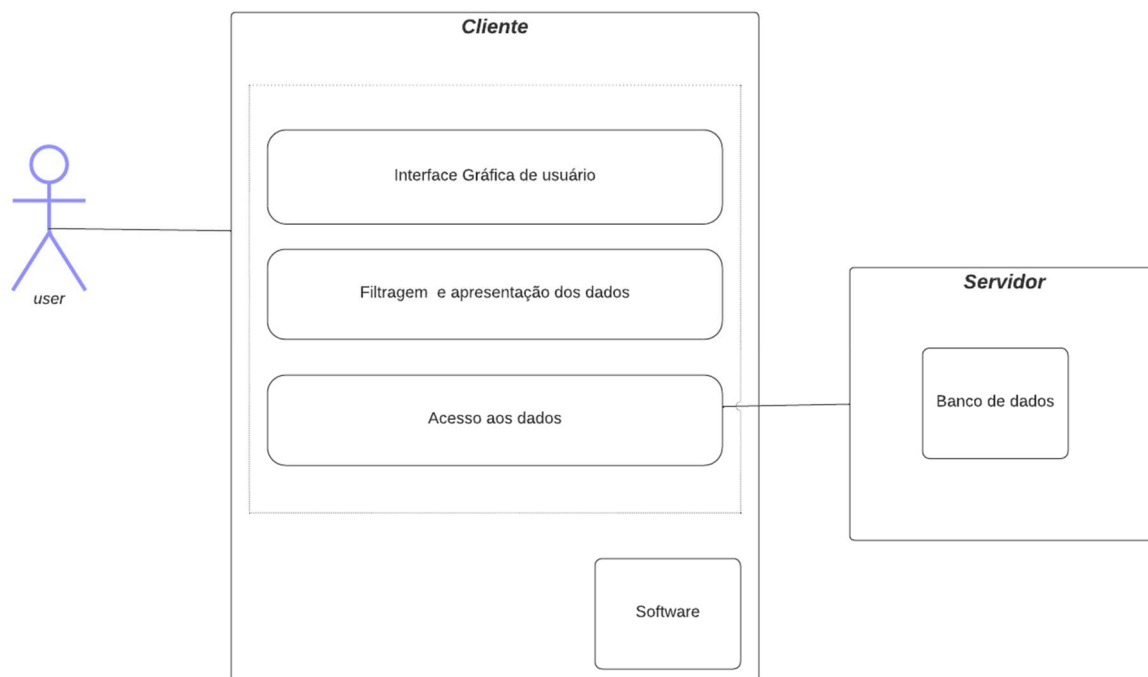 Cliente
Interface Gráfica de usuário
Filtragem e apresentação dos dados
Acesso aos dados
Software
user
Servidor
Banco de dados